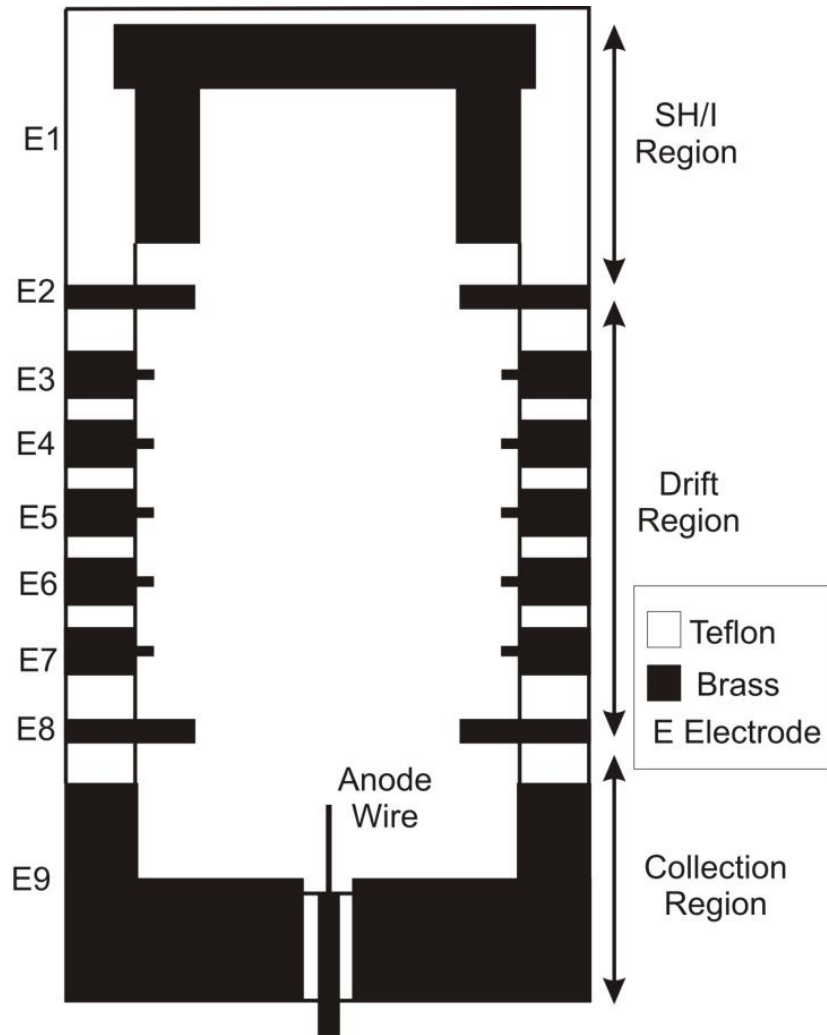 E1
E2
E3
E4
E5
E6
E7
E8
E9
SH/I
Region
Drift
Region
Teflon
Brass
E Electrode
Anode
Wire
Collection
Region